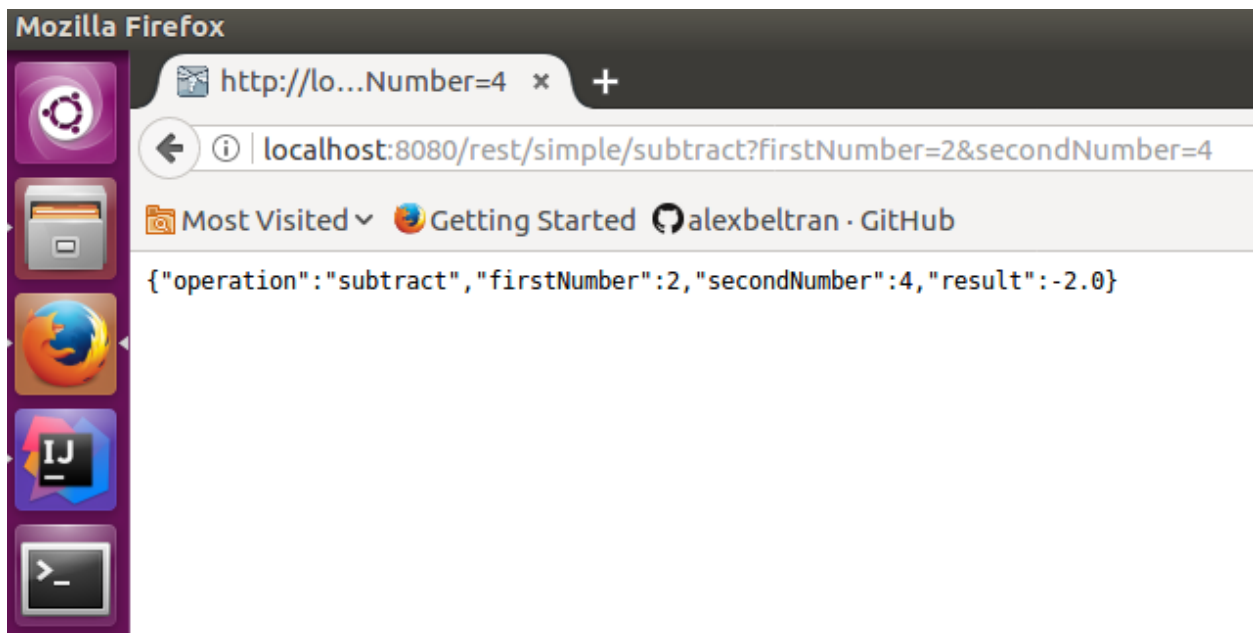 Mozilla Firefox
http://lo...Number=4
localhost:8080/rest/simple/subtract?firstNumber=2&secondNumber=4
Most Visited Getting Started alexbeltran · GitHub
{"operation":"subtract","firstNumber":2,"secondNumber":4,"result":-2.0}
IJ
>_